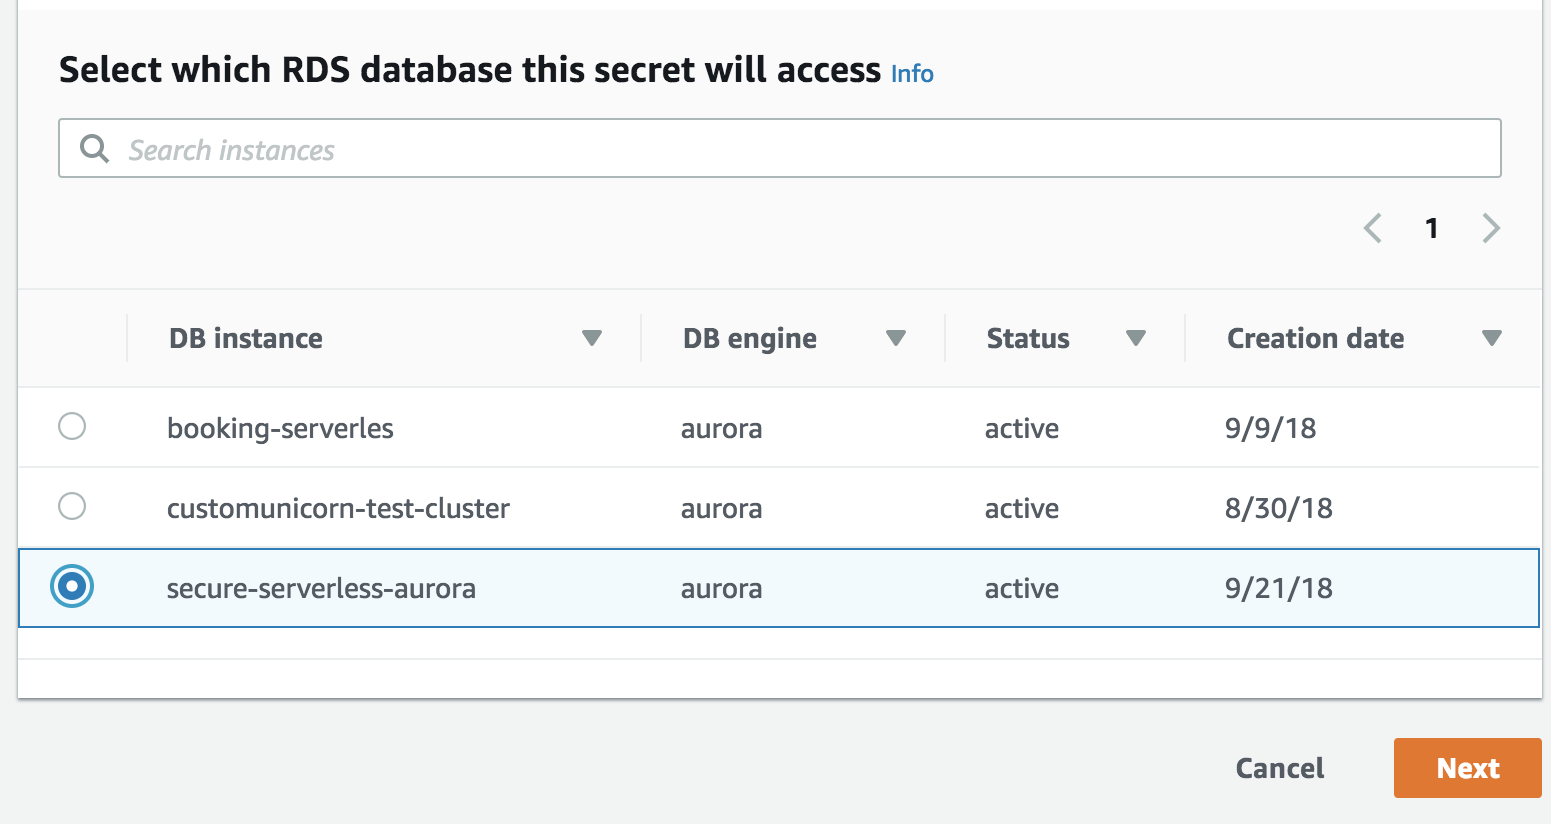 Select which RDS database this secret will access Info
Search instances
1
DB instance DB engine Status Creation date
booking-serverles aurora active 9/9/18
customunicorn-test-cluster aurora active 8/30/18
secure-serverless-aurora aurora active 9/21/18
Cancel Next